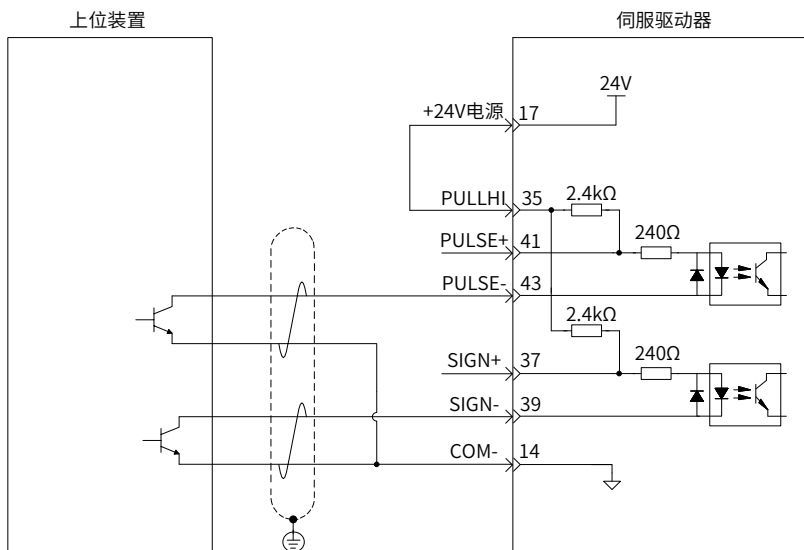 上位装置
伺服驱动器
24V
+24V电源 17
PULLHI 35 2.4kΩ
PULSE+ 41 240Ω
PULSE- 43
2.4kΩ
SIGN+ 37 240Ω
SIGN- 39
COM- 14